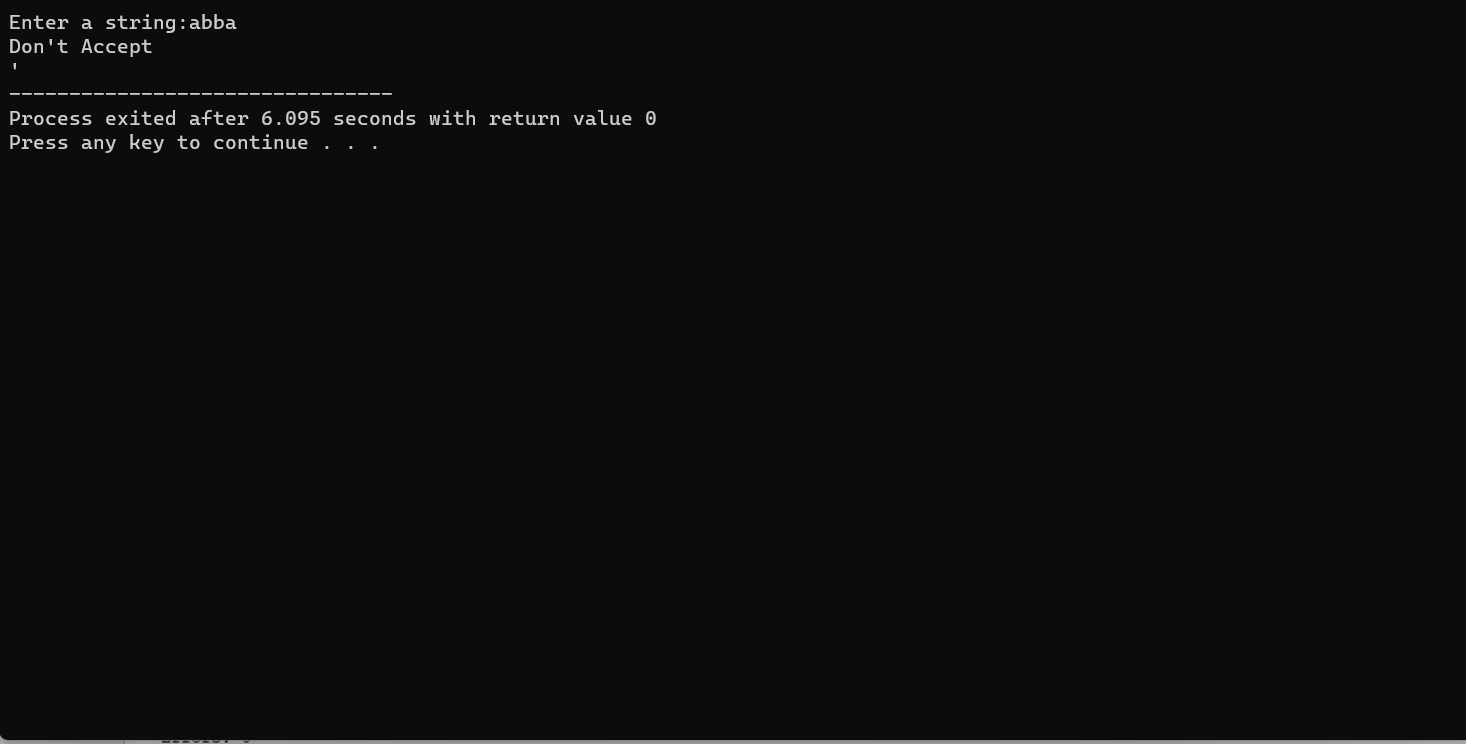 Enter a string:abba
Don't Accept
'
--------------------------------
Process exited after 6.095 seconds with return value 0
Press any key to continue . . .